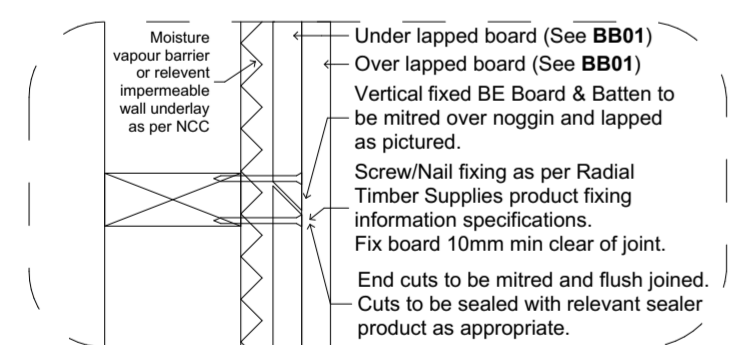 Moisture
vapour barrier
or relevent
impermeable
wall underlay
as per NCC
Under lapped board (See BB01)
Over lapped board (See BB01)
Vertical fixed BE Board & Batten to
be mitred over noggin and lapped
as pictured.
Screw/Nail fixing as per Radial
Timber Supplies product fixing
information specifications.
Fix board 10mm min clear of joint.
End cuts to be mitred and flush joined.
Cuts to be sealed with relevant sealer
product as appropriate.